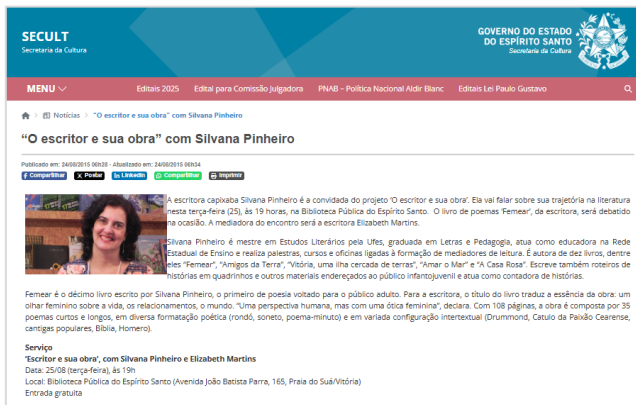 SECULT
Secretaria da Cultura
GOVERNO DO ESTADO
DO ESPÍRITO SANTO
Secretaria da Cultura
MENU
Editais 2025 Edital para Comissão Julgadora PNAB – Política Nacional Aldir Blanc Editais Lei Paulo Gustavo
Notícias > "O escritor e sua obra" com Silvana Pinheiro
“O escritor e sua obra” com Silvana Pinheiro
Publicado em: 24/08/2015 06h28 - Atualizado em: 24/08/2015 06h34
Compartilhar Postar LinkedIn Compartilhar Imprimir
A escritora capixaba Silvana Pinheiro é a convidada do projeto ‘O escritor e sua obra’. Ela vai falar sobre sua trajetória na literatura
nesta terça-feira (25), às 19 horas, na Biblioteca Pública do Espírito Santo. O livro de poemas ‘Femear’, da escritora, será debatido
na ocasião. A mediadora do encontro será a escritora Elizabeth Martins.
Silvana Pinheiro é mestre em Estudos Literários pela Ufes, graduada em Letras e Pedagogia, atua como educadora na Rede
Estadual de Ensino e realiza palestras, cursos e oficinas ligadas à formação de mediadores de leitura. É autora de dez livros, dentre
eles “Femear”, “Amigos da Terra”, “Vitória, uma ilha cercada de terras”, “Amar o Mar” e “A Casa Rosa”. Escreve também roteiros de
histórias em quadrinhos e outros materiais endereçados ao público infantojuvenil e atua como contadora de histórias.
Femear é o décimo livro escrito por Silvana Pinheiro, o primeiro de poesia voltado para o público adulto. Para a escritora, o título do livro traduz a essência da obra: um
olhar feminino sobre a vida, os relacionamentos, o mundo. “Uma perspectiva humana, mas com uma ótica feminina”, declara. Com 108 páginas, a obra é composta por 35
poemas curtos e longos, em diversa formatação poética (rondó, soneto, poema-minuto) e em variada configuração intertextual (Drummond, Catulo da Paixão Cearense,
cantigas populares, Bíblia, Homero).
Serviço
‘Escritor e sua obra’, com Silvana Pinheiro e Elizabeth Martins
Data: 25/08 (terça-feira), às 19h
Local: Biblioteca Pública do Espírito Santo (Avenida João Batista Parra, 165, Praia do Suá/Vitória)
Entrada gratuita